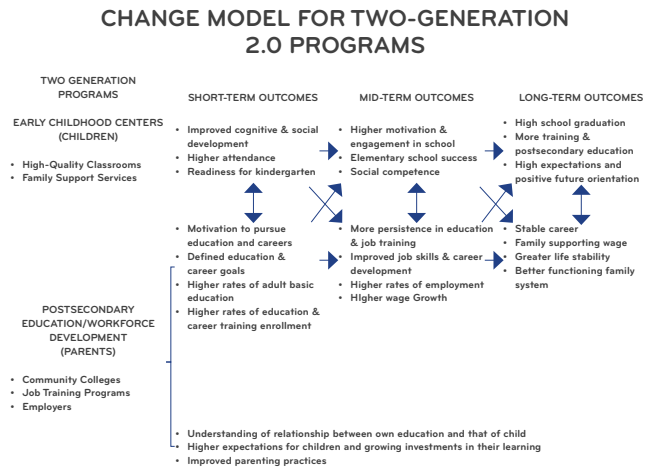 CHANGE MODEL FOR TWO-GENERATION
2.0 PROGRAMS
TWO GENERATION
PROGRAMS
EARLY CHILDHOOD CENTERS
(CHILDREN)
• High-Quality Classrooms
• Family Support Services
SHORT-TERM OUTCOMES
• Improved cognitive & social
development
• Higher attendance
• Readiness for kindergarten
MID-TERM OUTCOMES
• Higher motivation &
engagement in school
• Elementary school success
• Social competence
LONG-TERM OUTCOMES
• High school graduation
• More training &
postsecondary education
• High expectations and
positive future orientation
POSTSECONDARY
EDUCATION/WORKFORCE
DEVELOPMENT
(PARENTS)
• Community Colleges
• Job Training Programs
• Employers
• Motivation to pursue
education and careers
• Defined education &
career goals
• Higher rates of adult basic
education
• Higher rates of education &
career training enrollment
• More persistence in education
& job training
• Improved job skills & career
development
• Higher rates of employment
• HIgher wage Growth
• Stable career
• Family supporting wage
• Greater life stability
• Better functioning family
system
• Understanding of relationship between own education and that of child
• Higher expectations for children and growing investments in their learning
• Improved parenting practices